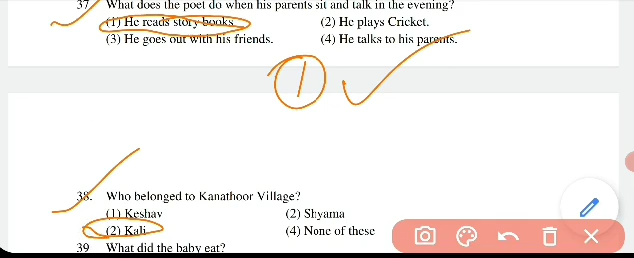 37 What does the poet do when his parents sit and talk in the evening?
(1) He reads story books (2) He plays Cricket.
(3) He goes out with his friends. (4) He talks to his parents.
1
38. Who belonged to Kanathoor Village?
(1) Keshav (2) Shyama
(2) Kali (4) None of these
39 What did the baby eat?